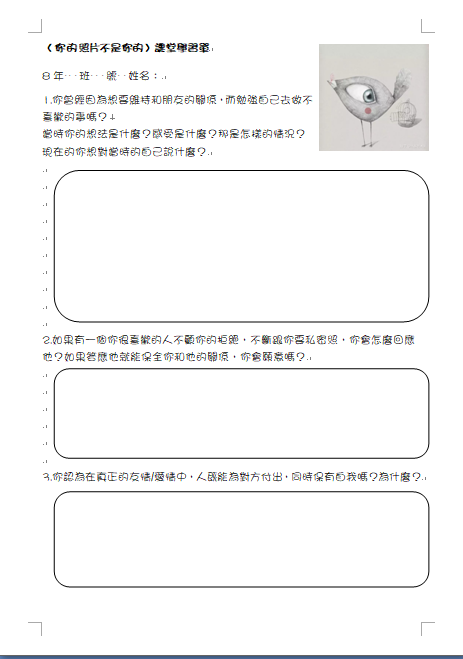 （你的照片不是你的）課堂學習單
8年 班 號 姓名：
1.你曾經因為想要維持和朋友的關係，而勉強自己去做不
喜歡的事嗎？
當時你的想法是什麼？感受是什麼？那是怎樣的情況？
現在的你想對當時的自己說什麼？
2.如果有一個你很喜歡的人不顧你的拒絕，不斷跟你要私密照，你會怎麼回應
他？如果答應他就能保全你和他的關係，你會願意嗎？
3.你認為在真正的友情/愛情中，人既能為對方付出，同時保有自我嗎？為什麼？